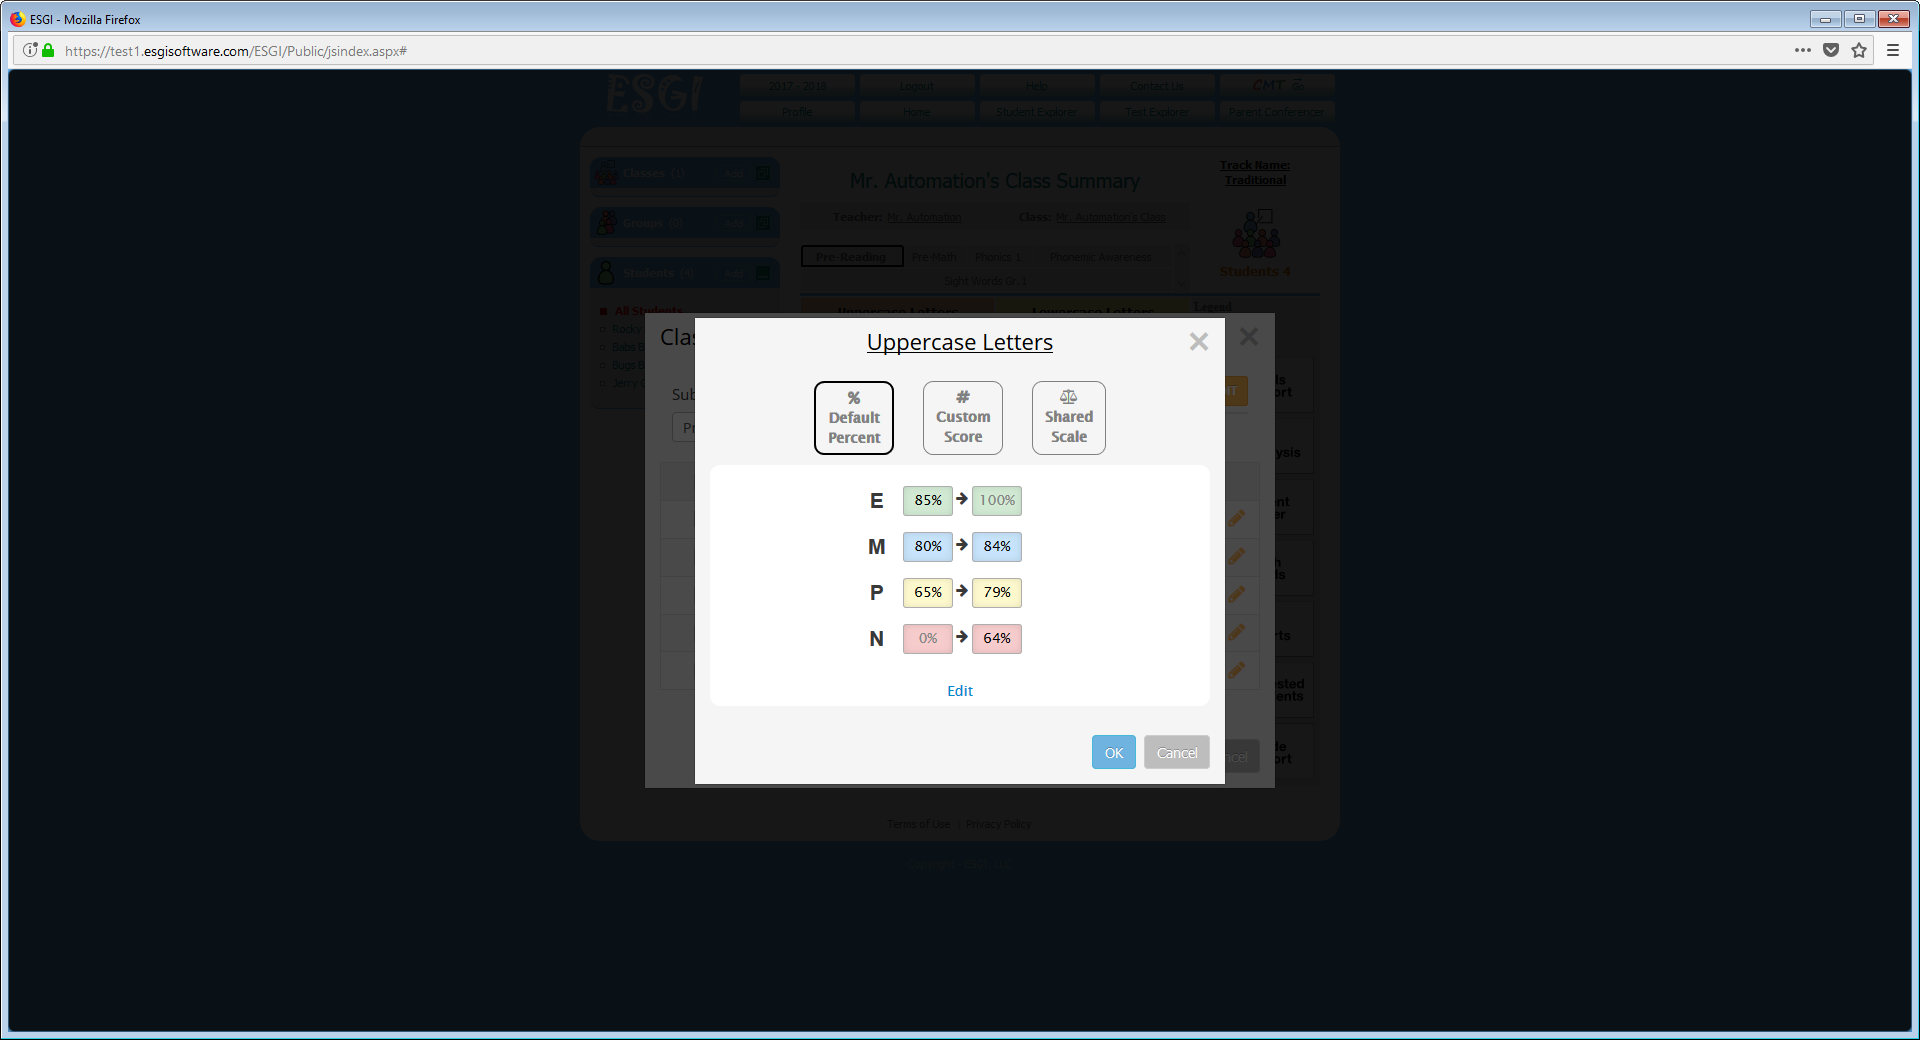 ESGI - Mozilla Firefox
https://test1.esgisoftware.com/ESGI/Public/jsindex.aspx#
ESGI
2017 - 2018
Logout
Help
Contact Us
CMT
Profile
Home
Student Explorer
Test Explorer
Parent Conferencer
Classes (1)
Add
Groups (0)
Add
Students (4)
Add
All Students
Rocky
Babs B
Bugs B
Jerry
Mr. Automation's Class Summary
Track Name:
Traditional
Teacher: Mr. Automation
Class: Mr. Automation's Class
Pre-Reading
Pre Math
Phonics 1
Phonemic Awareness
Sight Words Gr.1
Students 4
Uppercase Letters
Lowercase Letters
Legend
Uppercase Letters
%
Default
Percent
#
Custom
Score
Shared
Scale
E 85% 100%
M 80% 84%
P 65% 79%
N 0% 64%
Edit
OK
Cancel
Terms of Use | Privacy Policy